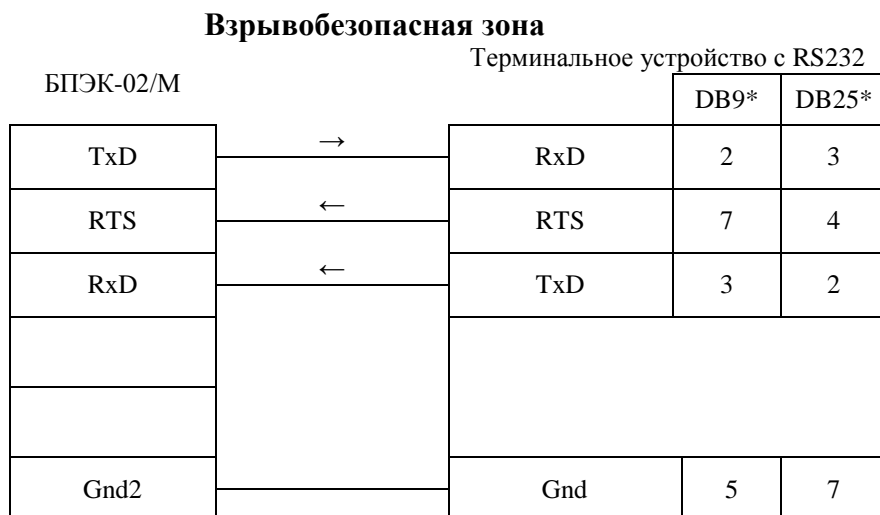 Взрывобезопасная зона
Терминальное устройство с RS232
БПЭК-02/М
DB9* DB25*
TxD → RxD 2 3
RTS ← RTS 7 4
RxD ← TxD 3 2
Gnd2 Gnd 5 7